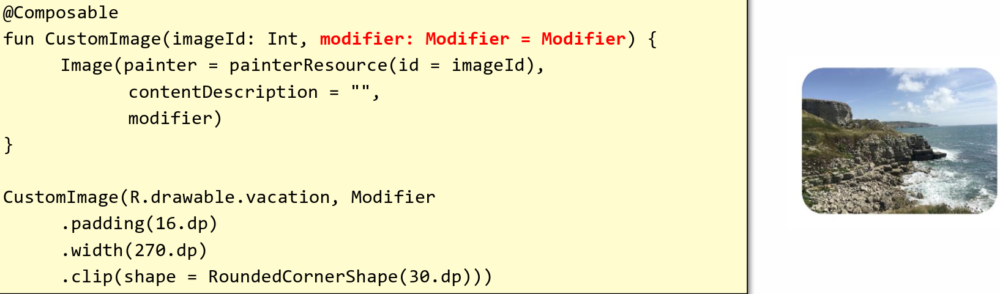 @Composable
fun CustomImage(imageId: Int, modifier: Modifier = Modifier) {
Image(painter = painterResource(id = imageId),
contentDescription = "",
modifier)
}
CustomImage(R.drawable.vacation, Modifier
.padding(16.dp)
.width(270.dp)
.clip(shape = RoundedCornerShape(30.dp)))